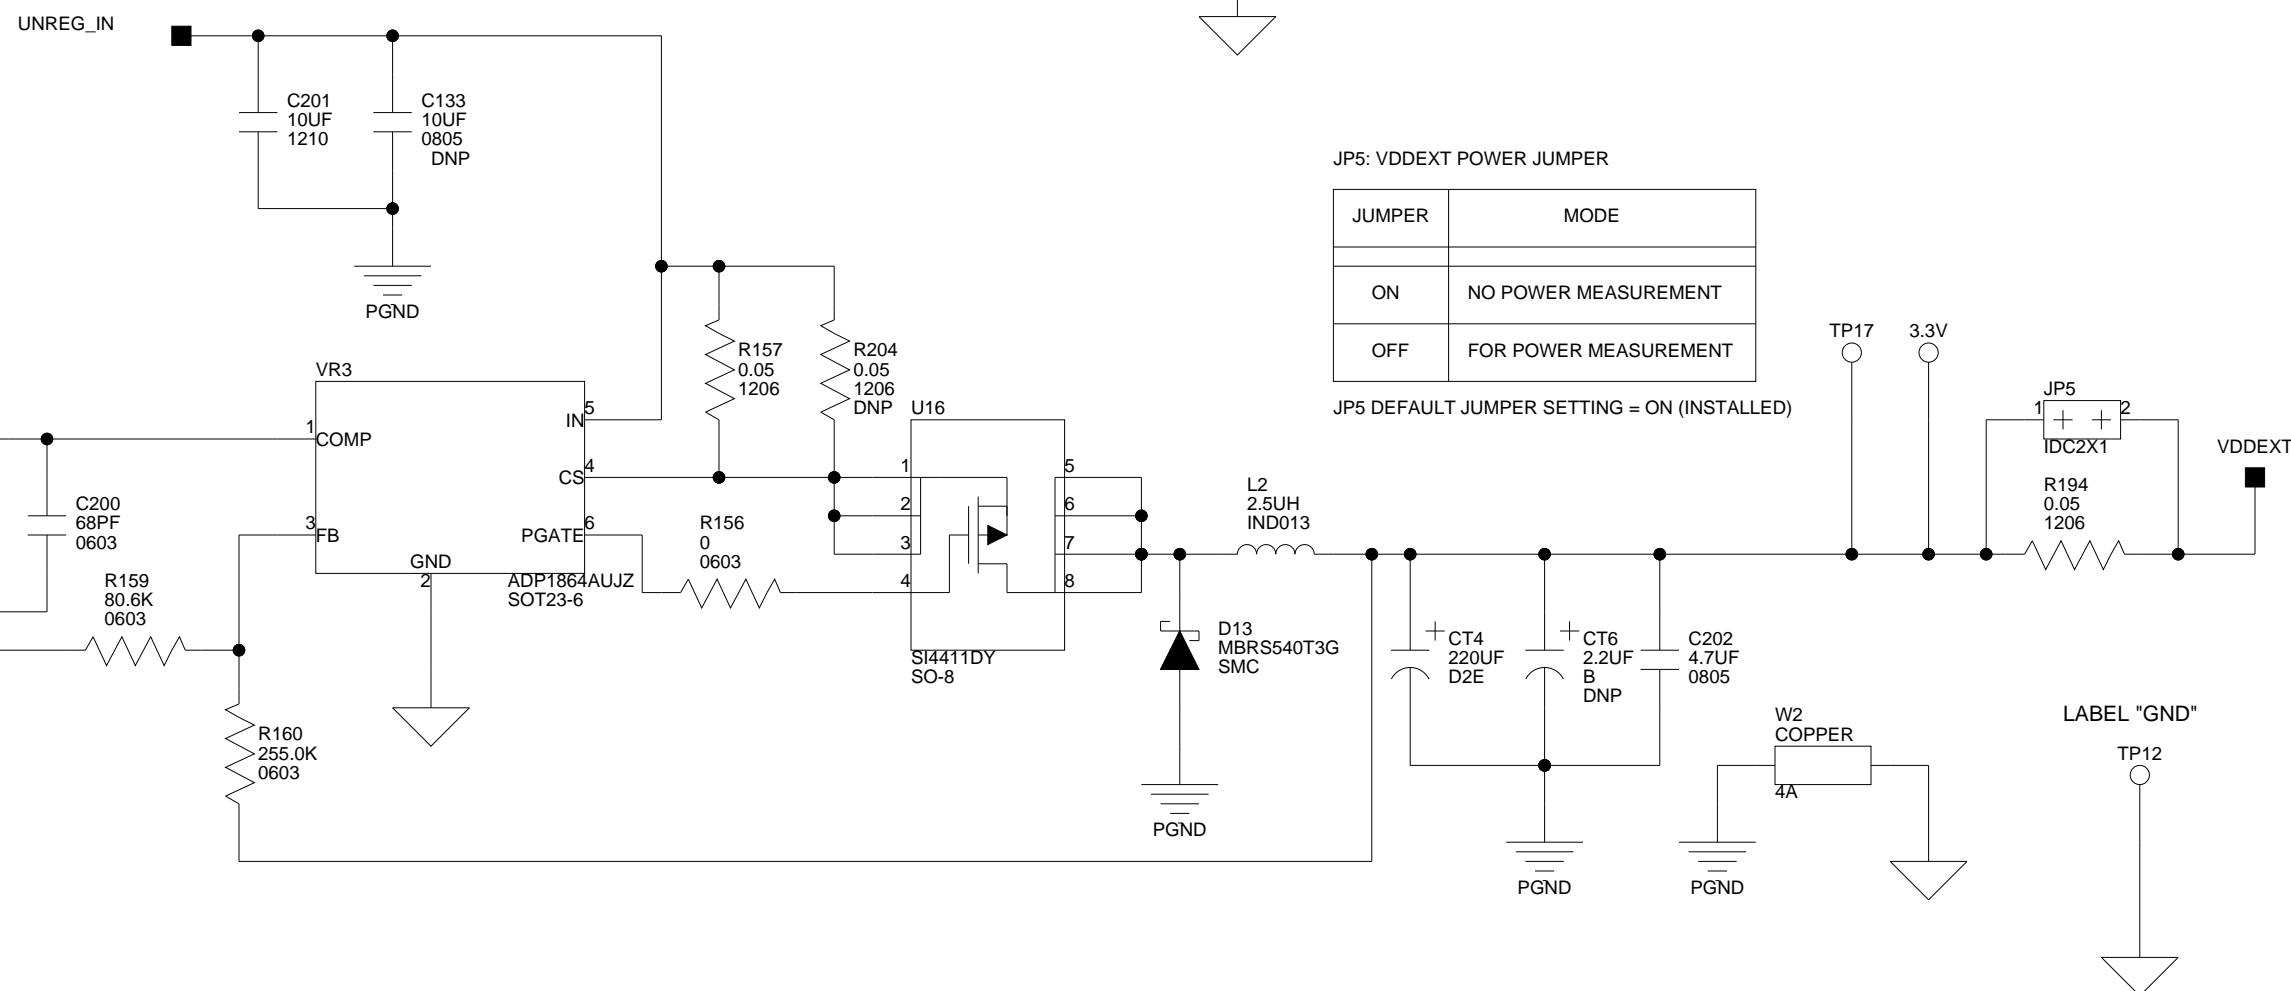 UNREG_IN
C201
10UF
1210
C133
10UF
0805
DNP
PGND
JP5: VDDEXT POWER JUMPER
JUMPER MODE
ON NO POWER MEASUREMENT
OFF FOR POWER MEASUREMENT
JP5 DEFAULT JUMPER SETTING = ON (INSTALLED)
R157
0.05
1206
R204
0.05
1206
DNP
VR3
1
COMP
5
IN
4
CS
6
PGATE
3
FB
GND
2
ADP1864AUJZ
SOT23-6
C200
68PF
0603
R159
80.6K
0603
R160
255.0K
0603
R156
0
0603
U16
1
2
3
4
5
6
7
8
SI4411DY
SO-8
L2
2.5UH
IND013
D13
MBRS540T3G
SMC
PGND
CT4
220UF
D2E
CT6
2.2UF
B
DNP
C202
4.7UF
0805
PGND
TP17
3.3V
JP5
1 2
IDC2X1
R194
0.05
1206
VDDEXT
W2
COPPER
4A
PGND
LABEL "GND"
TP12